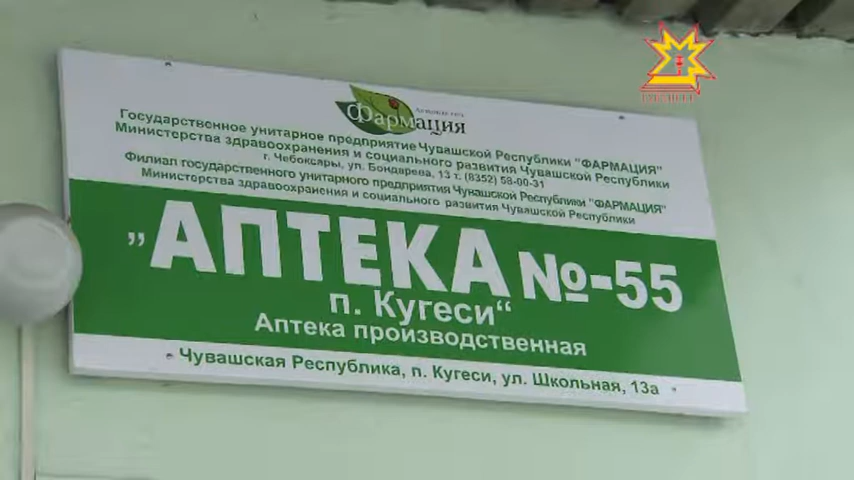 Фармация
Государственное унитарное предприятие Чувашской Республики "ФАРМАЦИЯ"
Министерства здравоохранения и социального развития Чувашской Республики
г. Чебоксары, ул. Бондарева, 13 т. (8352) 58-00-31
Филиал государственного унитарного предприятия Чувашской Республики "ФАРМАЦИЯ"
Министерства здравоохранения и социального развития Чувашской Республики
„АПТЕКА №-55
п. Кугеси“
Аптека производственная
Чувашская Республика, п. Кугеси, ул. Школьная, 13а